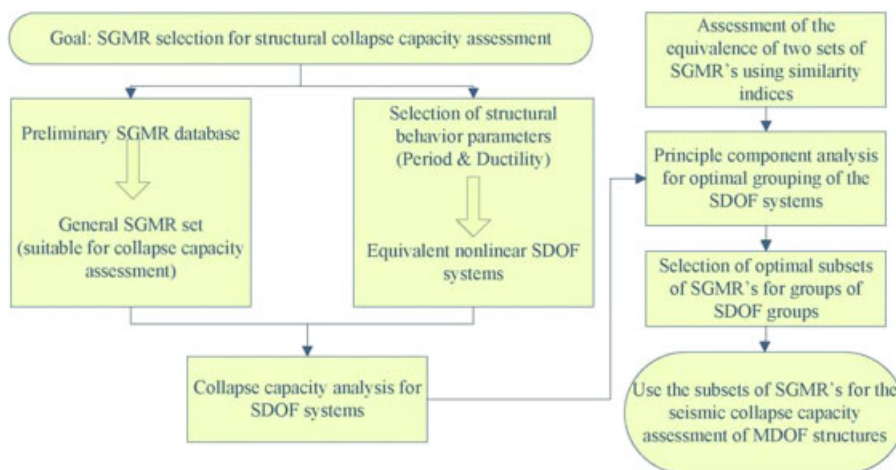 Goal: SGMR selection for structural collapse capacity assessment
Preliminary SGMR database
General SGMR set
(suitable for collapse capacity
assessment)
Selection of structural
behavior parameters
(Period & Ductility)
Equivalent nonlinear SDOF
systems
Collapse capacity analysis for
SDOF systems
Assessment of the
equivalence of two sets of
SGMR's using similarity
indices
Principle component analysis
for optimal grouping of the
SDOF systems
Selection of optimal subsets
of SGMR's for groups of
SDOF groups
Use the subsets of SGMR's for the
seismic collapse capacity
assessment of MDOF structures